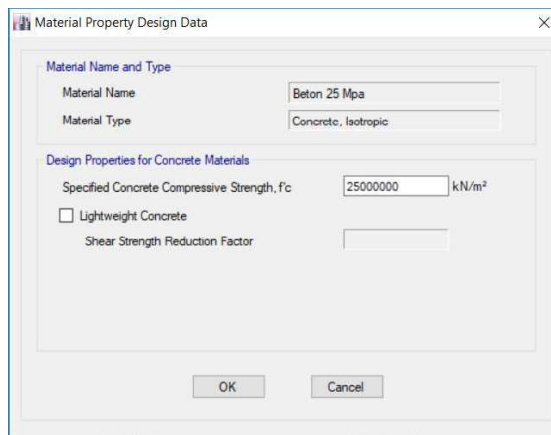 Material Property Design Data
Material Name and Type
Material Name Beton 25 Mpa
Material Type Concrete, Isotropic
Design Properties for Concrete Materials
Specified Concrete Compressive Strength, f'c 25000000 kN/m²
Lightweight Concrete
Shear Strength Reduction Factor
OK Cancel